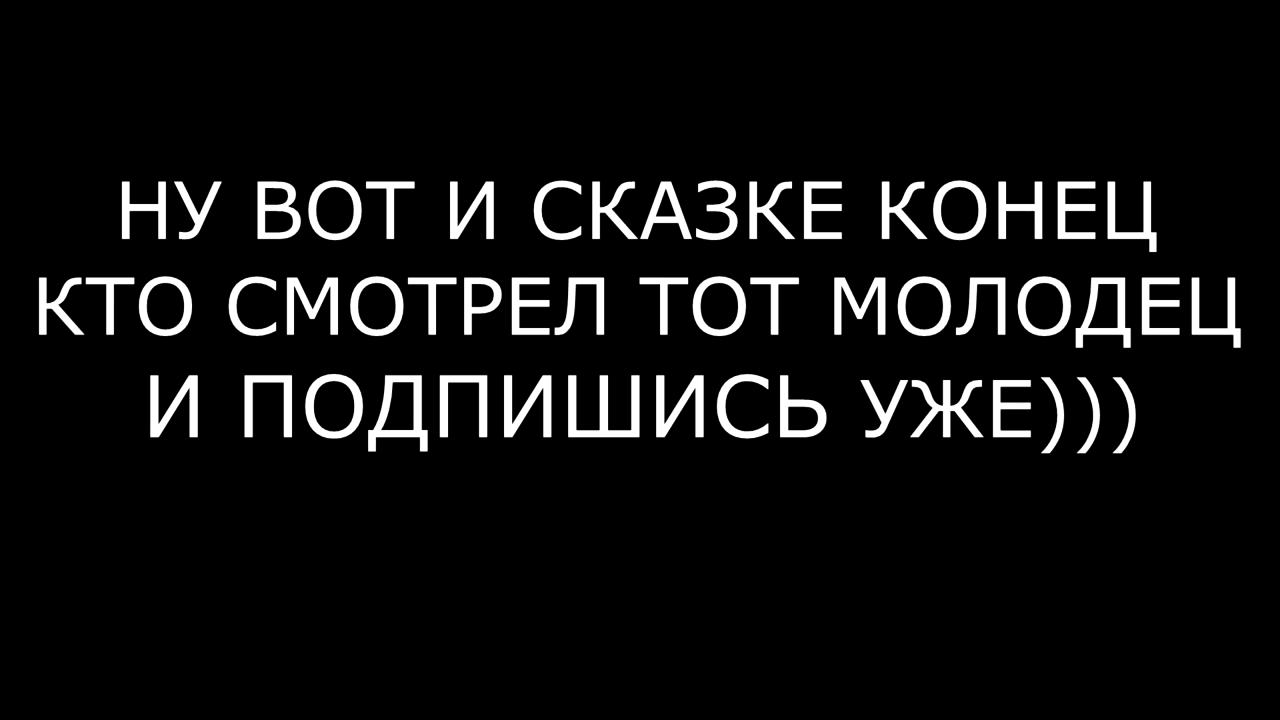 НУ ВОТ И СКАЗКЕ КОНЕЦ
КТО СМОТРЕЛ ТОТ МОЛОДЕЦ
И ПОДПИШИСЬ УЖЕ)))